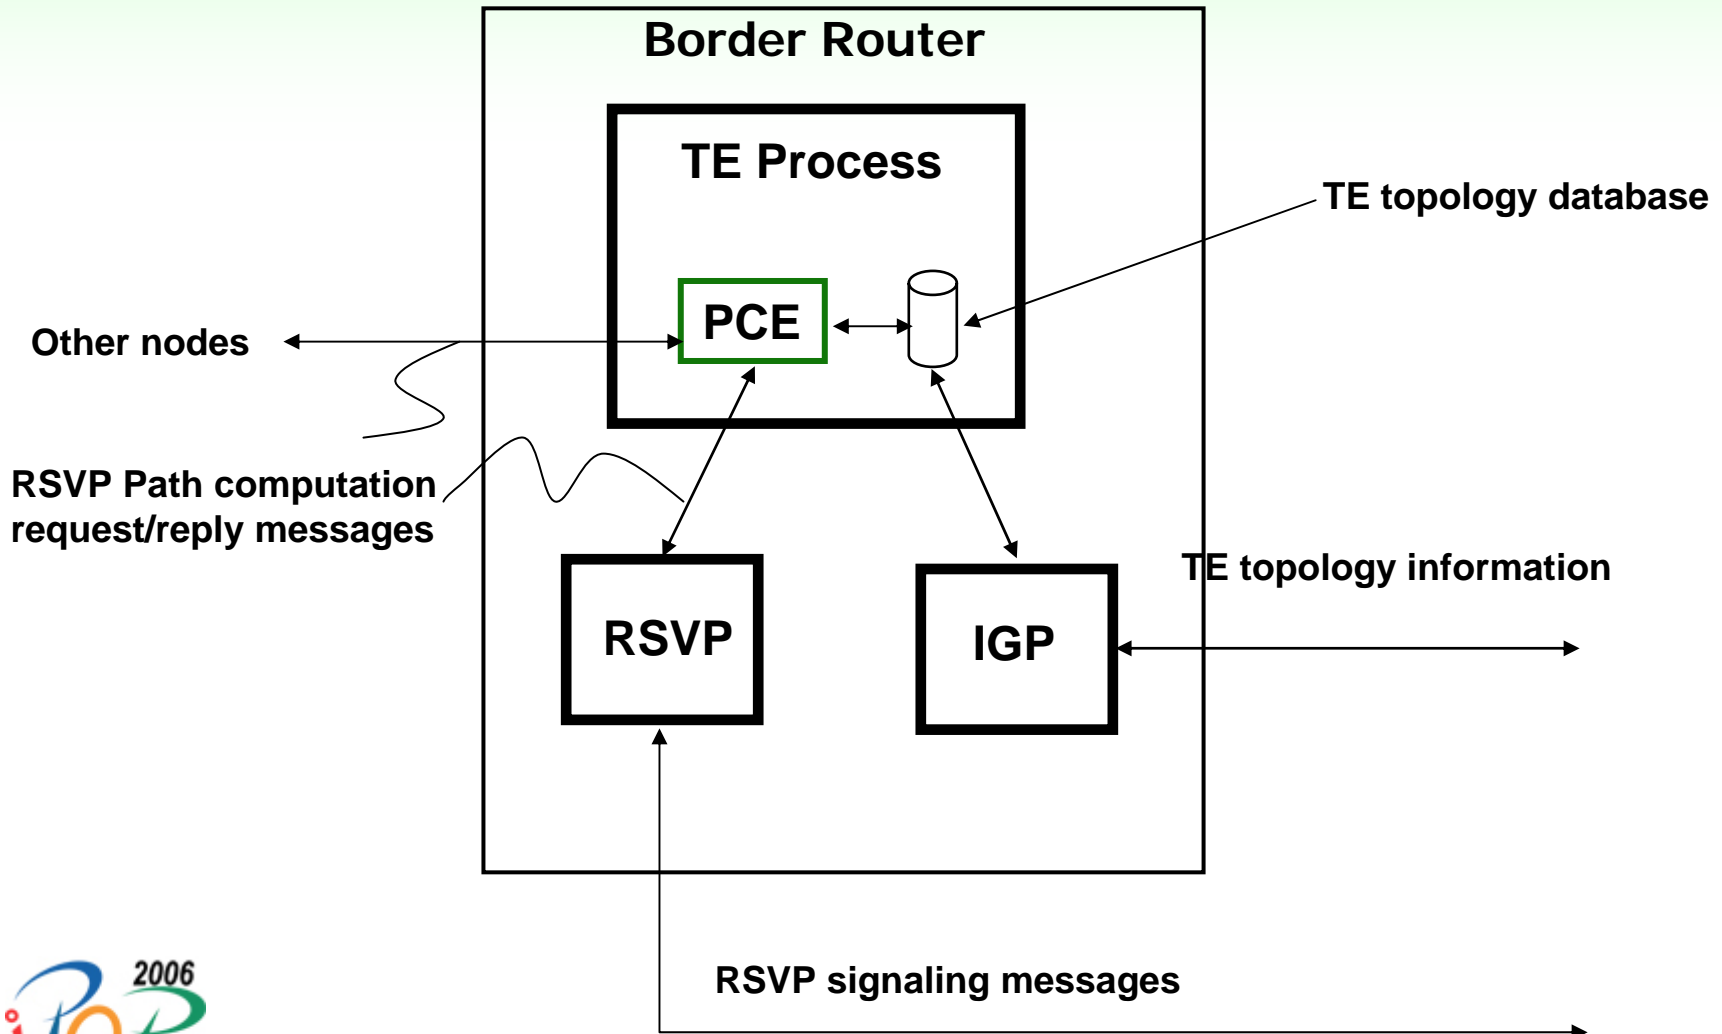 Border Router
TE Process
TE topology database
PCE
Other nodes
RSVP Path computation
request/reply messages
TE topology information
RSVP
IGP
2006
RSVP signaling messages